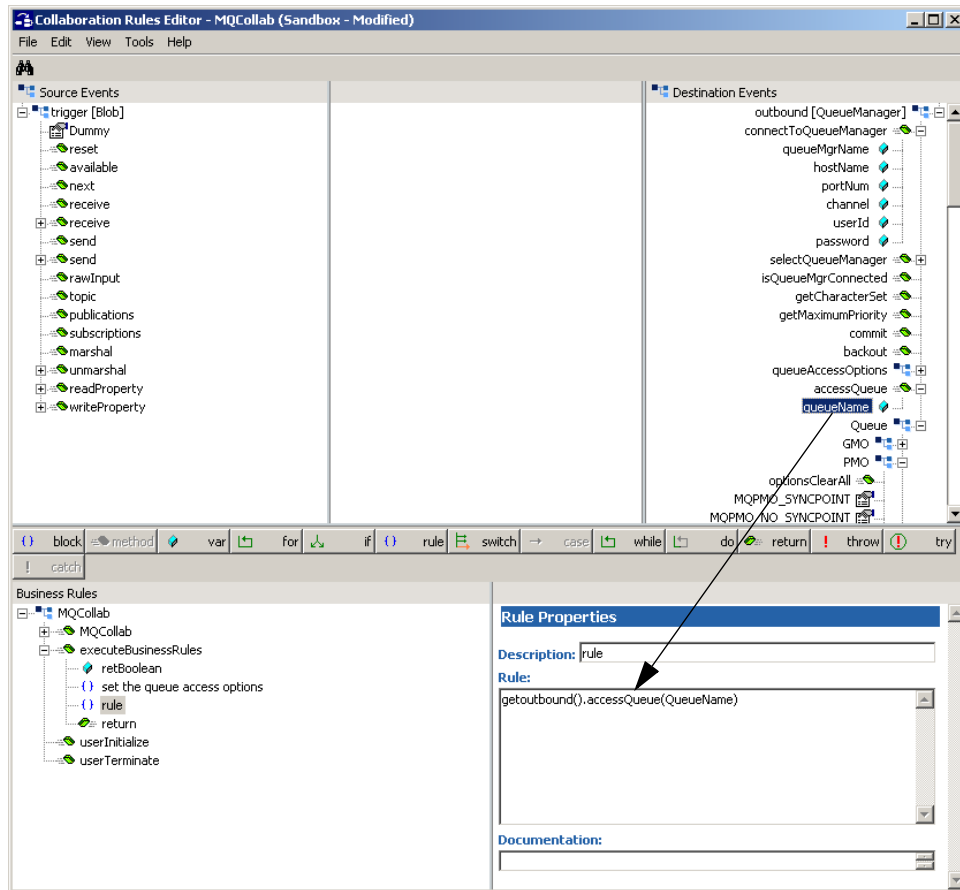 Collaboration Rules Editor - MQCollab (Sandbox - Modified)
File Edit View Tools Help
Source Events
trigger [Blob]
Dummy
reset
available
next
receive
receive
send
send
rawInput
topic
publications
subscriptions
marshal
unmarshal
readProperty
writeProperty
Destination Events
outbound [QueueManager]
connectToQueueManager
queueMgrName
hostName
portNum
channel
userId
password
selectQueueManager
isQueueMgrConnected
getCharacterSet
getMaximumPriority
commit
backout
queueAccessOptions
accessQueue
queueName
Queue
GMO
PMO
optionsClearAll
MQPMO_SYNCPOINT
MQPMO_NO_SYNCPOINT
block method var for if rule switch case while do return throw try
catch
Business Rules
MQCollab
MQCollab
executeBusinessRules
retBoolean
set the queue access options
rule
return
userInitialize
userTerminate
Rule Properties
Description: rule
Rule:
getoutbound().accessQueue(QueueName)
Documentation: